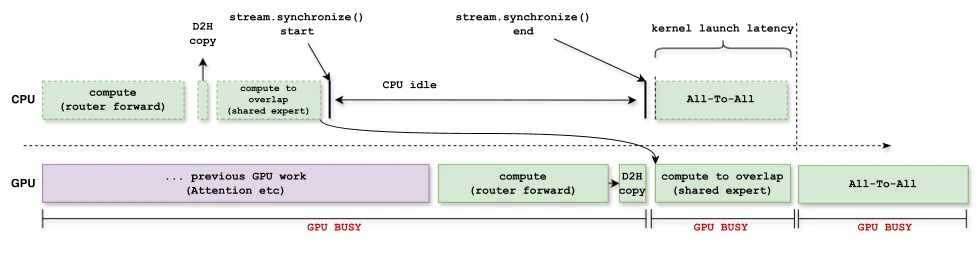 stream.synchronize()
start
stream.synchronize()
end
D2H
copy
kernel launch latency
CPU
compute
(router forward)
compute to
overlap
(shared expert)
CPU idle
All-To-All
GPU
... previous GPU work
(Attention etc)
compute
(router forward)
D2H
copy
compute to overlap
(shared expert)
All-To-All
GPU BUSY
GPU BUSY
GPU BUSY